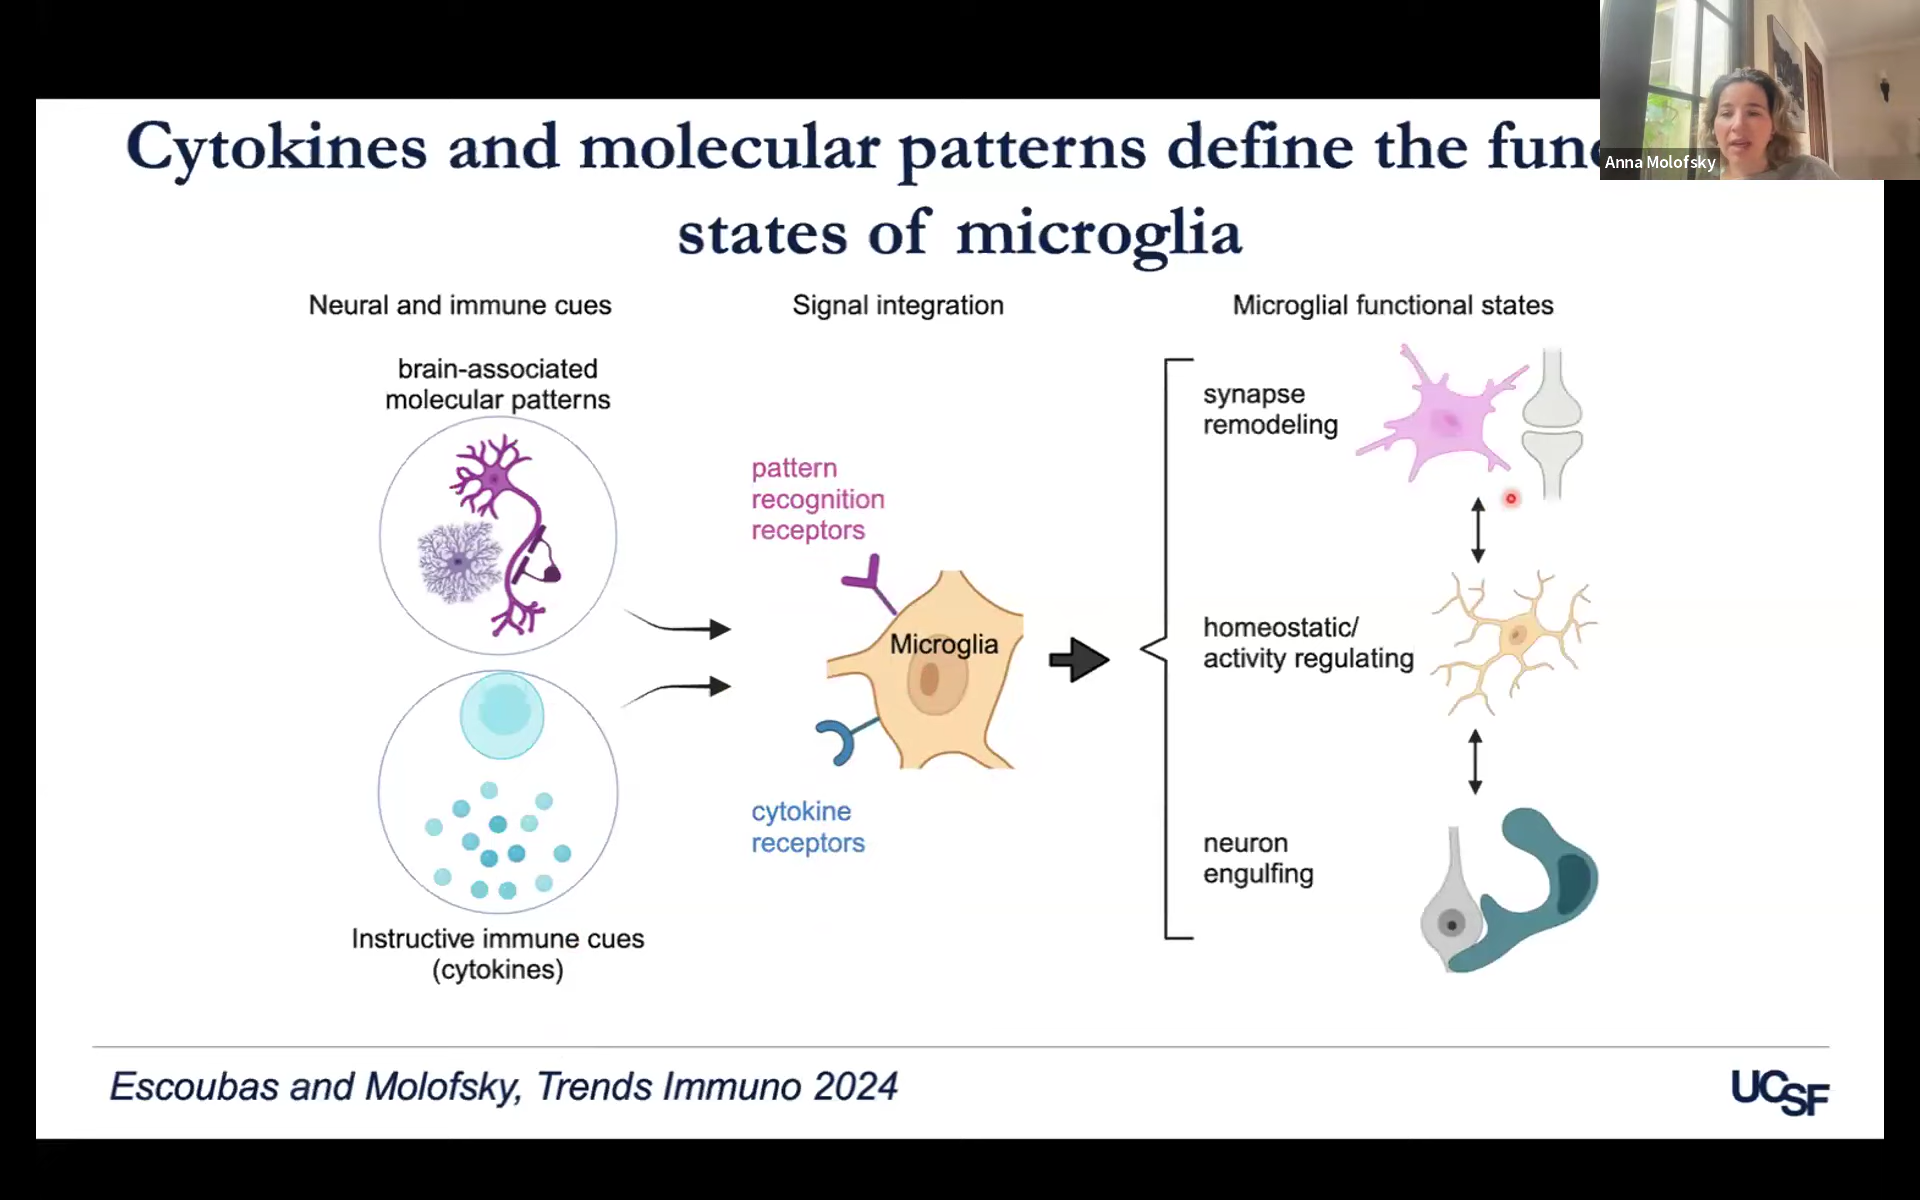 Cytokines and molecular patterns define the
states of microglia
Anna Molofsky
Neural and immune cues
Signal integration
Microglial functional states
brain-associated
molecular patterns
Instructive immune cues
(cytokines)
pattern
recognition
receptors
Microglia
cytokine
receptors
synapse
remodeling
homeostatic/
activity regulating
neuron
engulfing
Escoubas and Molofsky, Trends Immuno 2024
UCSF